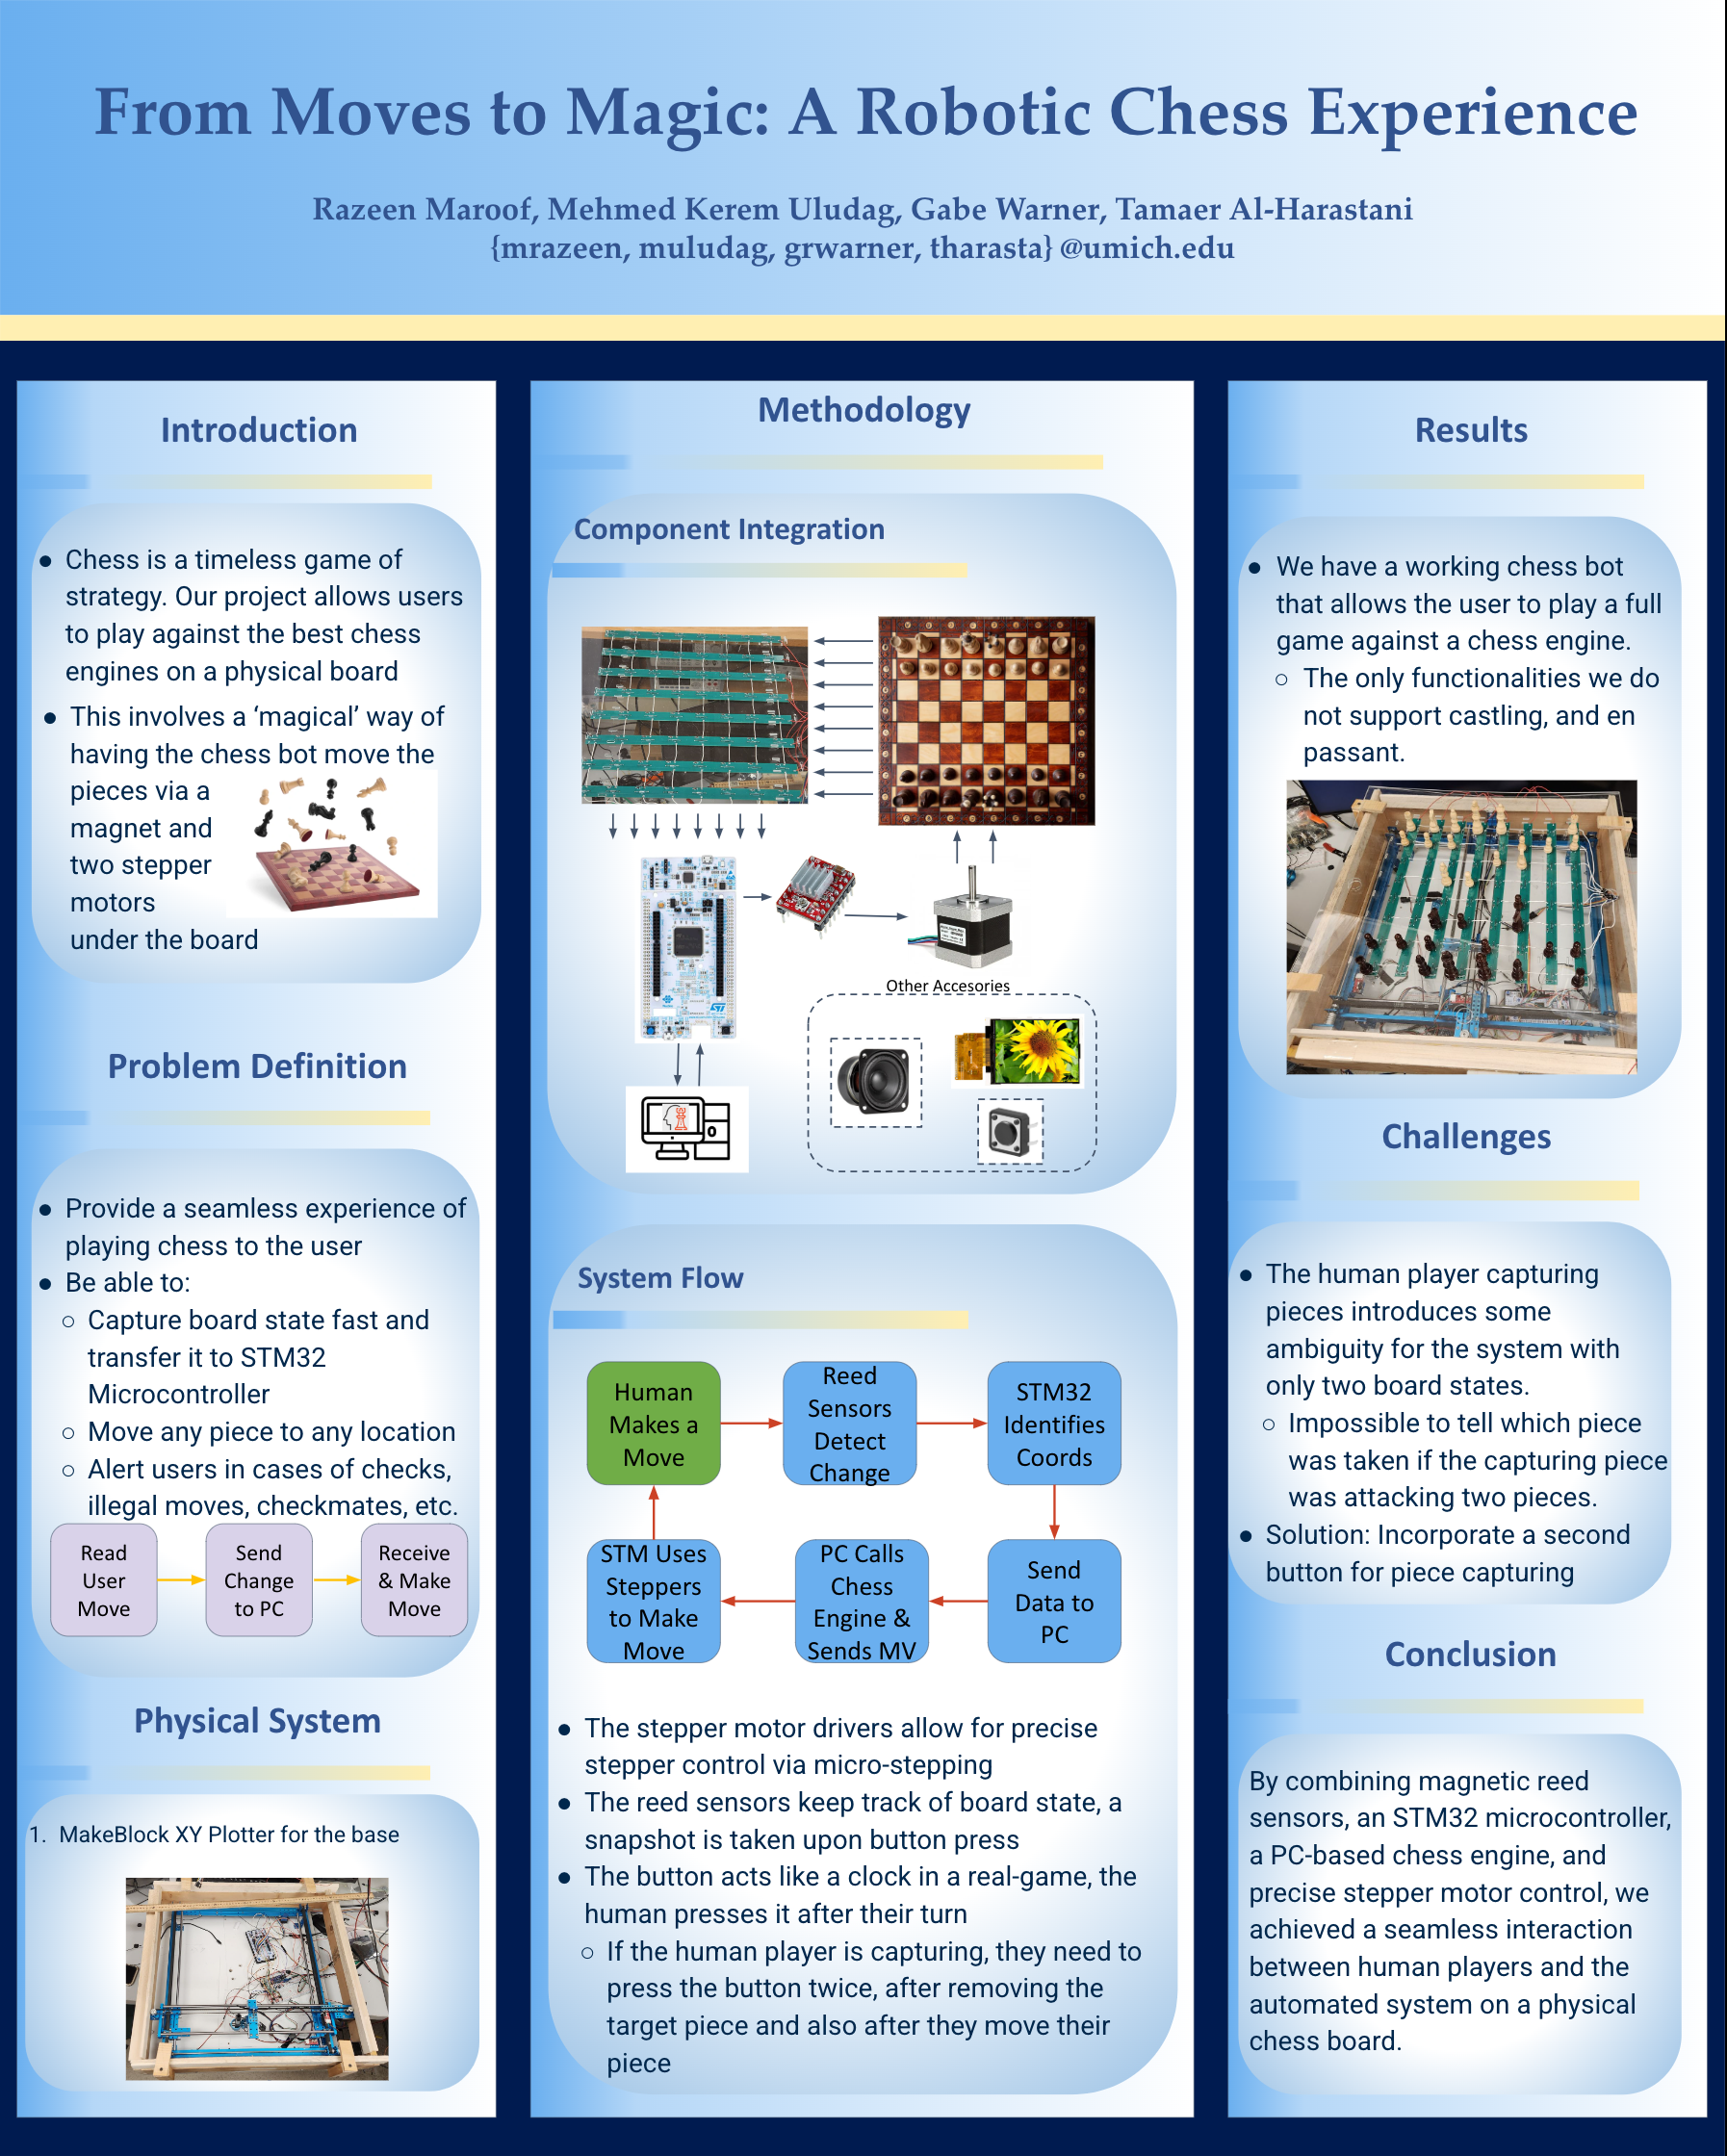 From Moves to Magic: A Robotic Chess Experience
Razeen Maroof, Mehmed Kerem Uludag, Gabe Warner, Tamaer Al-Harastani
{mrazeen, muludag, grwarner, tharasta} @umich.edu
Introduction
● Chess is a timeless game of
strategy. Our project allows users
to play against the best chess
engines on a physical board
● This involves a ‘magical’ way of
having the chess bot move the
pieces via a
magnet and
two stepper
motors
under the board
Problem Definition
● Provide a seamless experience of
playing chess to the user
● Be able to:
○ Capture board state fast and
transfer it to STM32
Microcontroller
○ Move any piece to any location
○ Alert users in cases of checks,
illegal moves, checkmates, etc.
Read
User
Move
Send
Change
to PC
Receive
& Make
Move
Physical System
1. MakeBlock XY Plotter for the base
Methodology
Component Integration
Other Accesories
System Flow
Human
Makes a
Move
Reed
Sensors
Detect
Change
STM32
Identifies
Coords
STM Uses
Steppers
to Make
Move
PC Calls
Chess
Engine &
Sends MV
Send
Data to
PC
● The stepper motor drivers allow for precise
stepper control via micro-stepping
● The reed sensors keep track of board state, a
snapshot is taken upon button press
● The button acts like a clock in a real-game, the
human presses it after their turn
○ If the human player is capturing, they need to
press the button twice, after removing the
target piece and also after they move their
piece
Results
● We have a working chess bot
that allows the user to play a full
game against a chess engine.
○ The only functionalities we do
not support castling, and en
passant.
Challenges
● The human player capturing
pieces introduces some
ambiguity for the system with
only two board states.
○ Impossible to tell which piece
was taken if the capturing piece
was attacking two pieces.
● Solution: Incorporate a second
button for piece capturing
Conclusion
By combining magnetic reed
sensors, an STM32 microcontroller,
a PC-based chess engine, and
precise stepper motor control, we
achieved a seamless interaction
between human players and the
automated system on a physical
chess board.